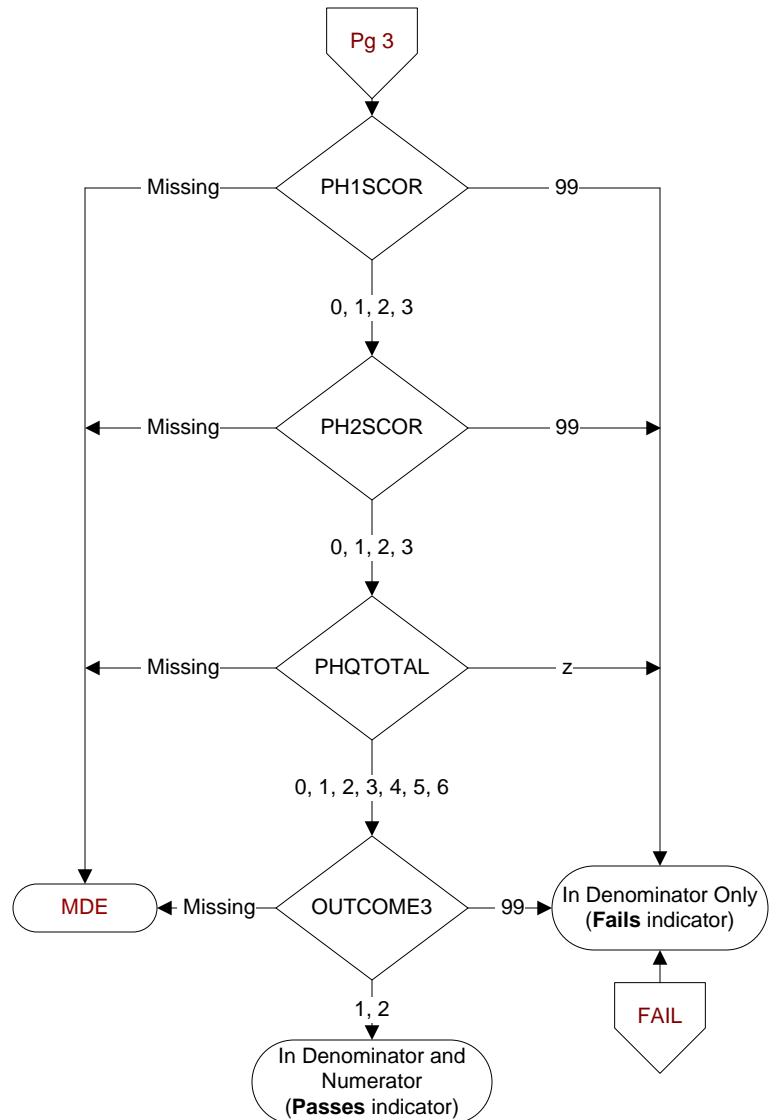 Pg 3
Missing
PH1SCOR
99
0, 1, 2, 3
Missing
PH2SCOR
99
0, 1, 2, 3
Missing
PHQTOTAL
z
0, 1, 2, 3, 4, 5, 6
MDE
Missing
OUTCOME3
99
In Denominator Only
(Fails indicator)
1, 2
FAIL
In Denominator and
Numerator
(Passes indicator)